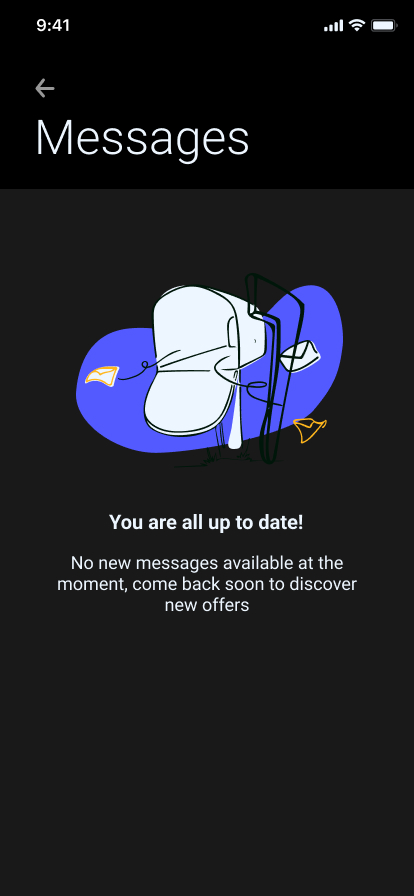 9:41
Messages
You are all up to date!
No new messages available at the
moment, come back soon to discover
new offers